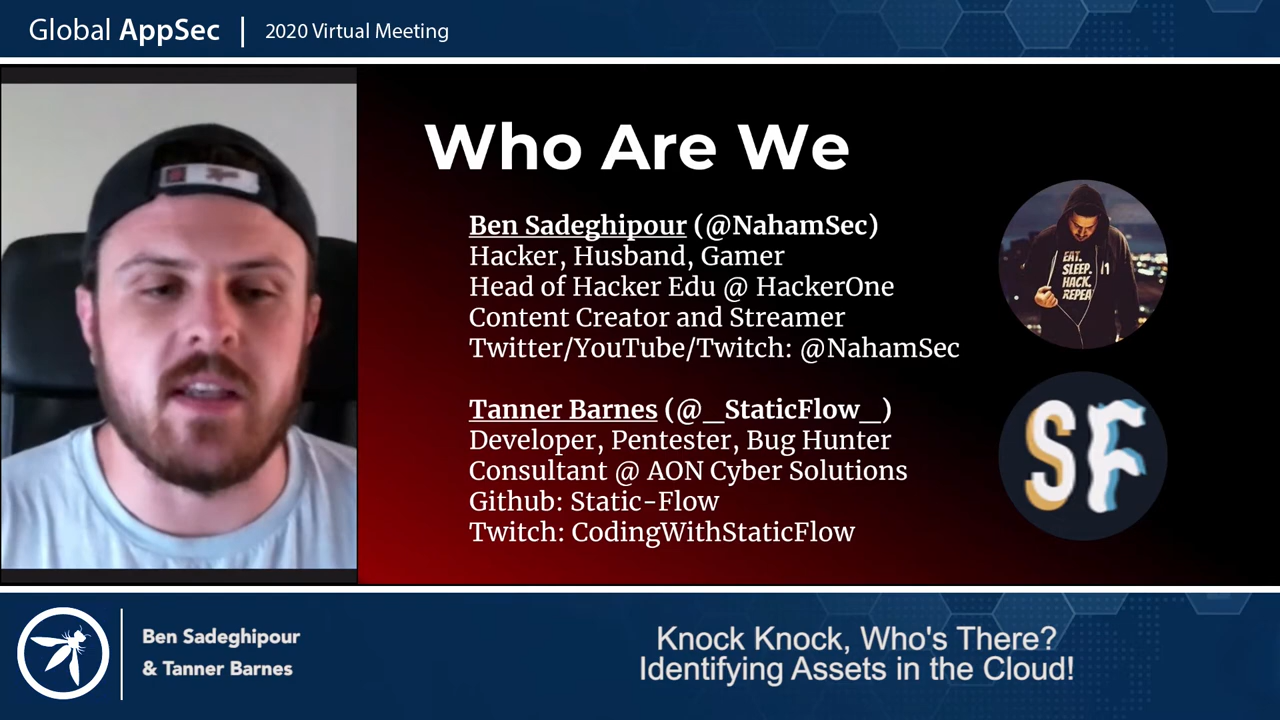 Global AppSec | 2020 Virtual Meeting
Who Are We
Ben Sadeghipour (@NahamSec)
Hacker, Husband, Gamer
Head of Hacker Edu @ HackerOne
Content Creator and Streamer
Twitter/YouTube/Twitch: @NahamSec
EAT.
SLEEP.
HACK.
REPEAT
Tanner Barnes (@_StaticFlow_)
Developer, Pentester, Bug Hunter
Consultant @ AON Cyber Solutions
Github: Static-Flow
Twitch: CodingWithStaticFlow
SF
Ben Sadeghipour
& Tanner Barnes
Knock Knock, Who's There?
Identifying Assets in the Cloud!